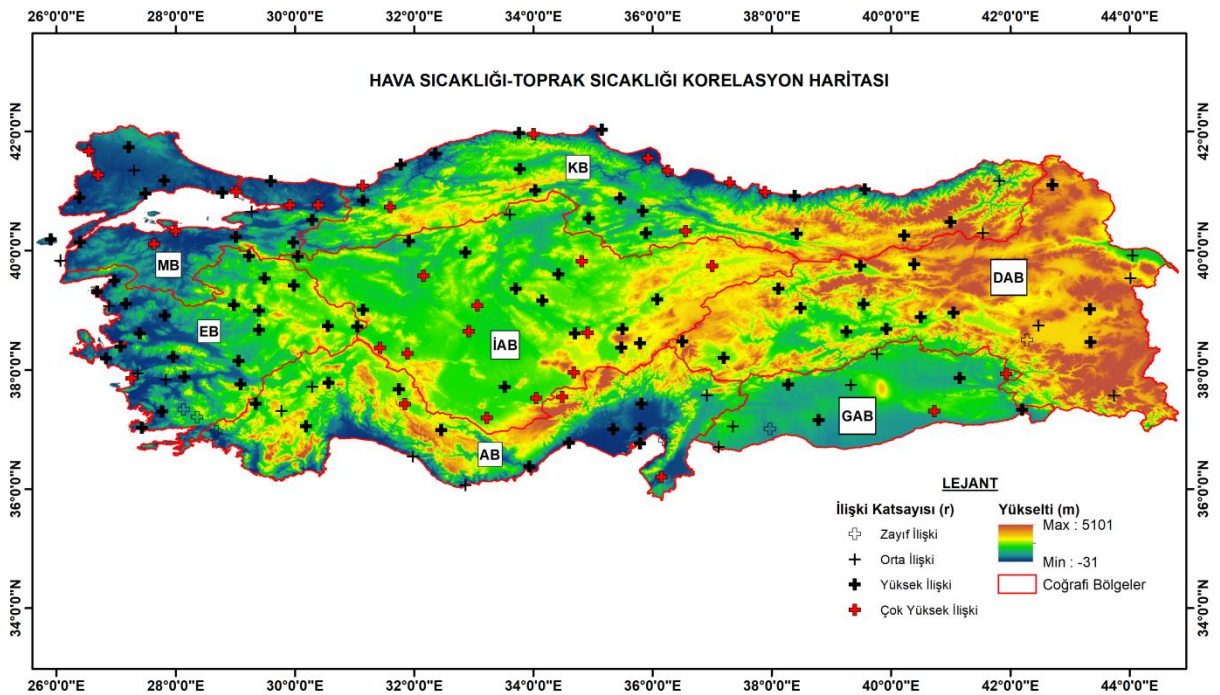 26°0'0"E 28°0'0"E 30°0'0"E 32°0'0"E 34°0'0"E 36°0'0"E 38°0'0"E 40°0'0"E 42°0'0"E 44°0'0"E
HAVA SICAKLIĞI-TOPRAK SICAKLIĞI KORELASYON HARİTASI
42°0'0"N 42°0'0"N
KB
40°0'0"N 40°0'0"N
MB
DAB
EB
İAB
38°0'0"N 38°0'0"N
GAB
AB
36°0'0"N 36°0'0"N
34°0'0"N 34°0'0"N
LEJANT
İlişki Katsayısı (r)
Zayıf İlişki
Orta İlişki
Yüksek İlişki
Çok Yüksek İlişki
Yükselti (m)
Max : 5101
Min : -31
Coğrafi Bölgeler
26°0'0"E 28°0'0"E 30°0'0"E 32°0'0"E 34°0'0"E 36°0'0"E 38°0'0"E 40°0'0"E 42°0'0"E 44°0'0"E